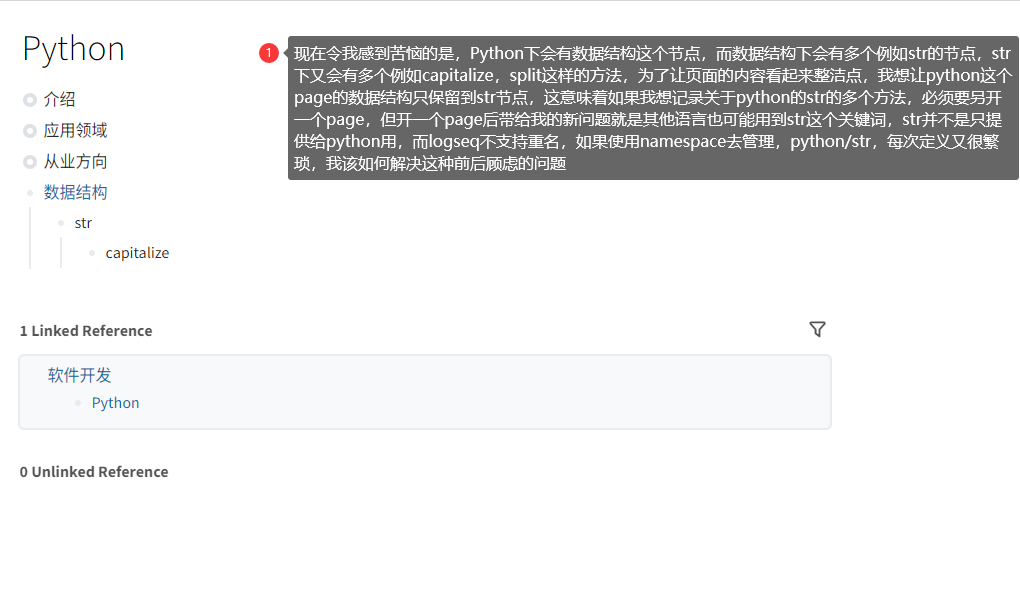 Python
1
现在令我感到苦恼的是，Python下会有数据结构这个节点，而数据结构下会有多个例如str的节点，str
下又会有多个例如capitalize，split这样的方法，为了让页面的内容看起来整洁点，我想让python这个
page的数据结构只保留到str节点，这意味着如果我想记录关于python的str的多个方法，必须要另开
一个page，但开一个page后带给我的新问题就是其他语言也可能用到str这个关键词，str并不是只提
供给python用，而logseq不支持重名，如果使用namespace去管理，python/str，每次定义又很繁
琐，我该如何解决这种前后顾虑的问题
介绍
应用领域
从业方向
数据结构
str
capitalize
1 Linked Reference
软件开发
Python
0 Unlinked Reference